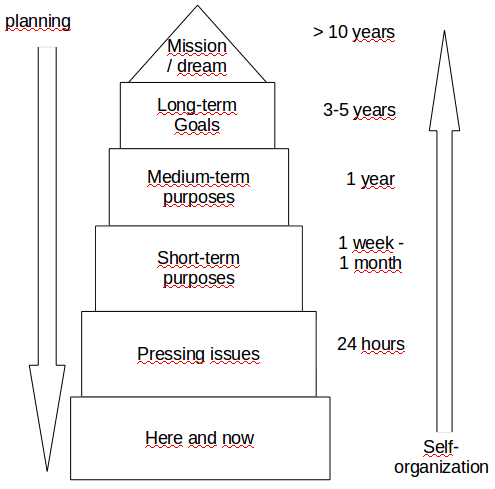 planning
Mission
/ dream
> 10 years
Long-term
Goals
3-5 years
Medium-term
purposes
1 year
Short-term
purposes
1 week -
1 month
Pressing issues
24 hours
Here and now
Self-
organization